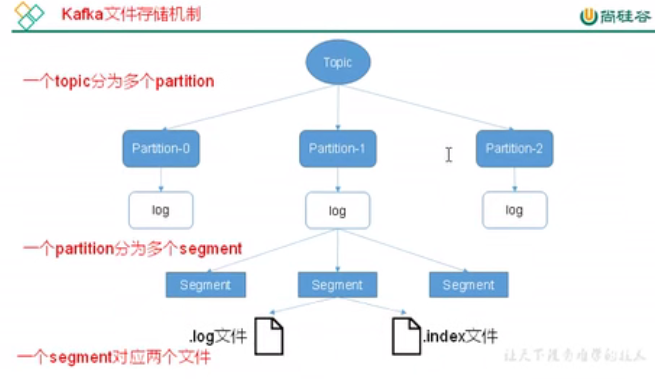 Kafka文件存储机制
尚硅谷
Topic
一个topic分为多个partition
Partition-0
Partition-1
Partition-2
log
log
log
一个partition分为多个segment
Segment
Segment
Segment
.log文件
.index文件
一个segment对应两个文件
让天下没有难学的技术